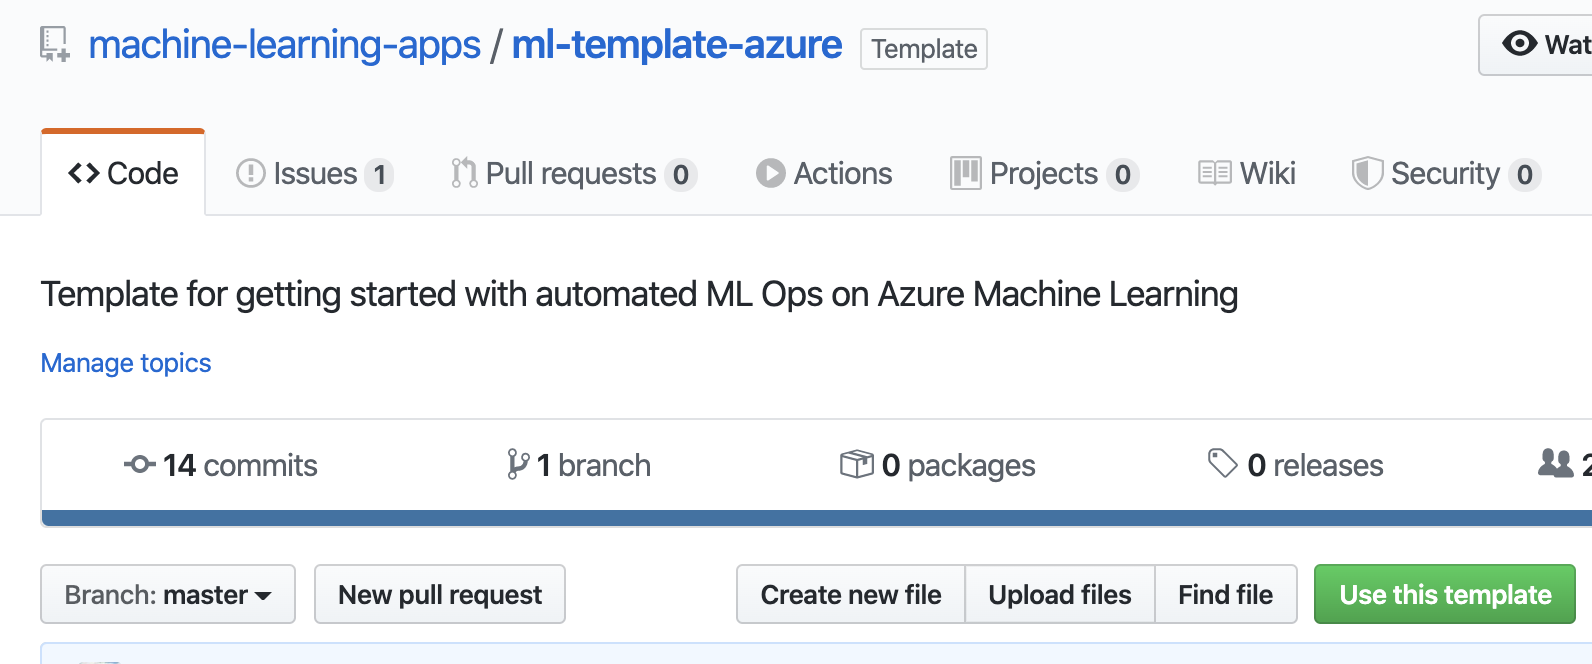 machine-learning-apps / ml-template-azure Template
Code Issues 1 Pull requests 0 Actions Projects 0 Wiki Security 0
Template for getting started with automated ML Ops on Azure Machine Learning
Manage topics
14 commits 1 branch 0 packages 0 releases
Branch: master New pull request Create new file Upload files Find file Use this template